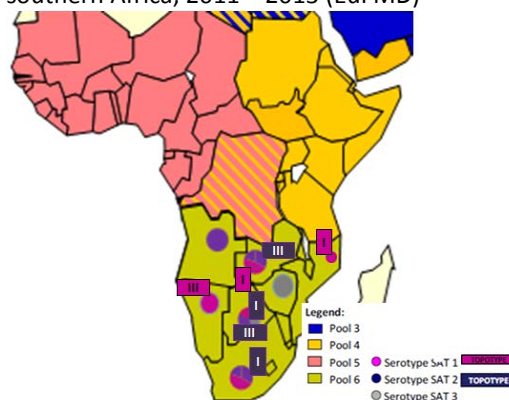 southern Africa, 2011 – 2015 (EuFMD)
I
III
I
III
I
III
I
Legend:
Pool 3
Pool 4
Pool 5
Pool 6
Serotype SAT 1
TOPOTYPE
Serotype SAT 2
TOPOTYPE
Serotype SAT 3